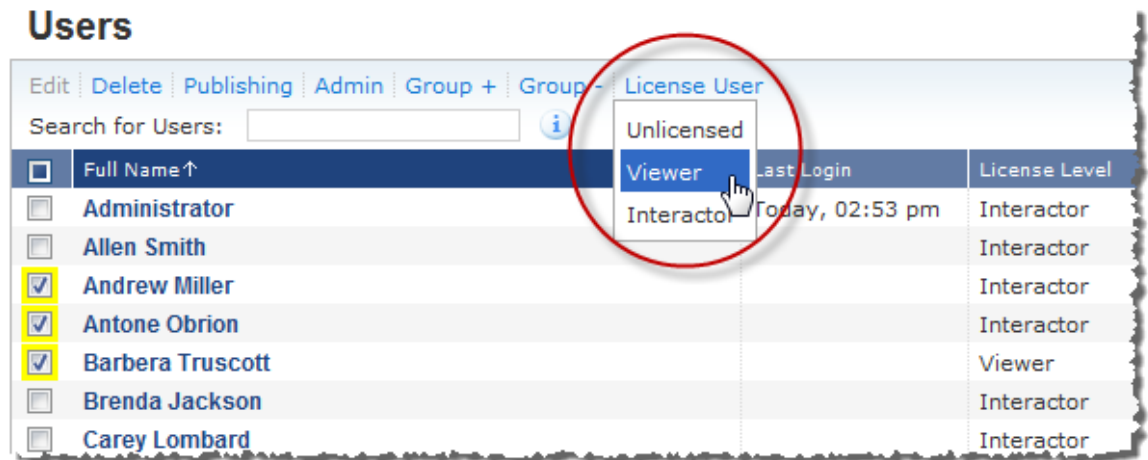 Users
Edit Delete Publishing Admin Group + Group - License User
Search for Users: i Unlicensed
Full Name↑ Viewer Last Login License Level
Administrator Interactor Today, 02:53 pm Interactor
Allen Smith Interactor
Andrew Miller Interactor
Antone Obrion Interactor
Barbera Truscott Viewer
Brenda Jackson Interactor
Carey Lombard Interactor